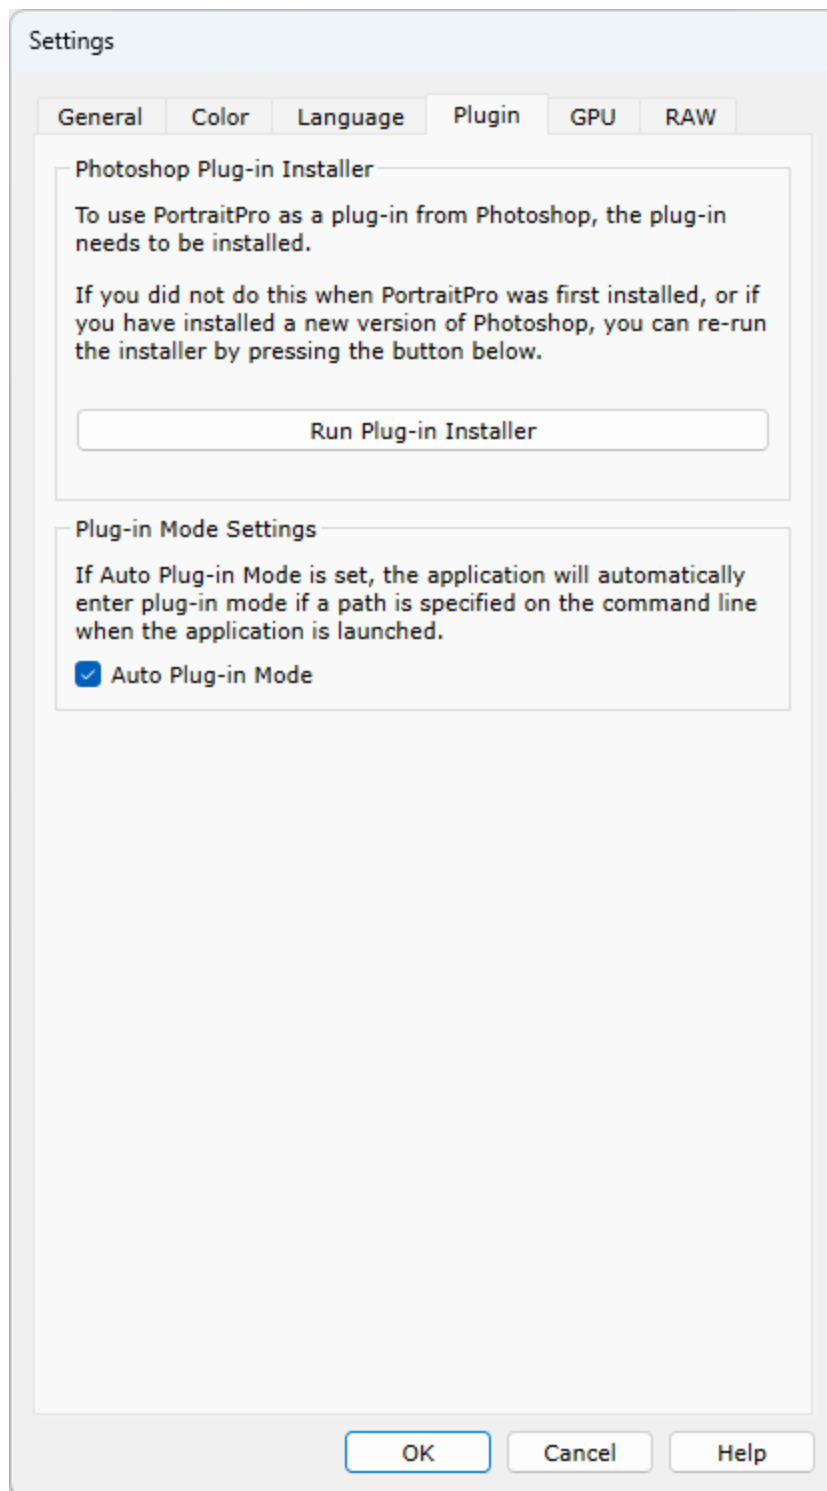 Settings
General
Color
Language
Plugin
GPU
RAW
Photoshop Plug-in Installer
To use PortraitPro as a plug-in from Photoshop, the plug-in
needs to be installed.
If you did not do this when PortraitPro was first installed, or if
you have installed a new version of Photoshop, you can re-run
the installer by pressing the button below.
Run Plug-in Installer
Plug-in Mode Settings
If Auto Plug-in Mode is set, the application will automatically
enter plug-in mode if a path is specified on the command line
when the application is launched.
Auto Plug-in Mode
OK
Cancel
Help